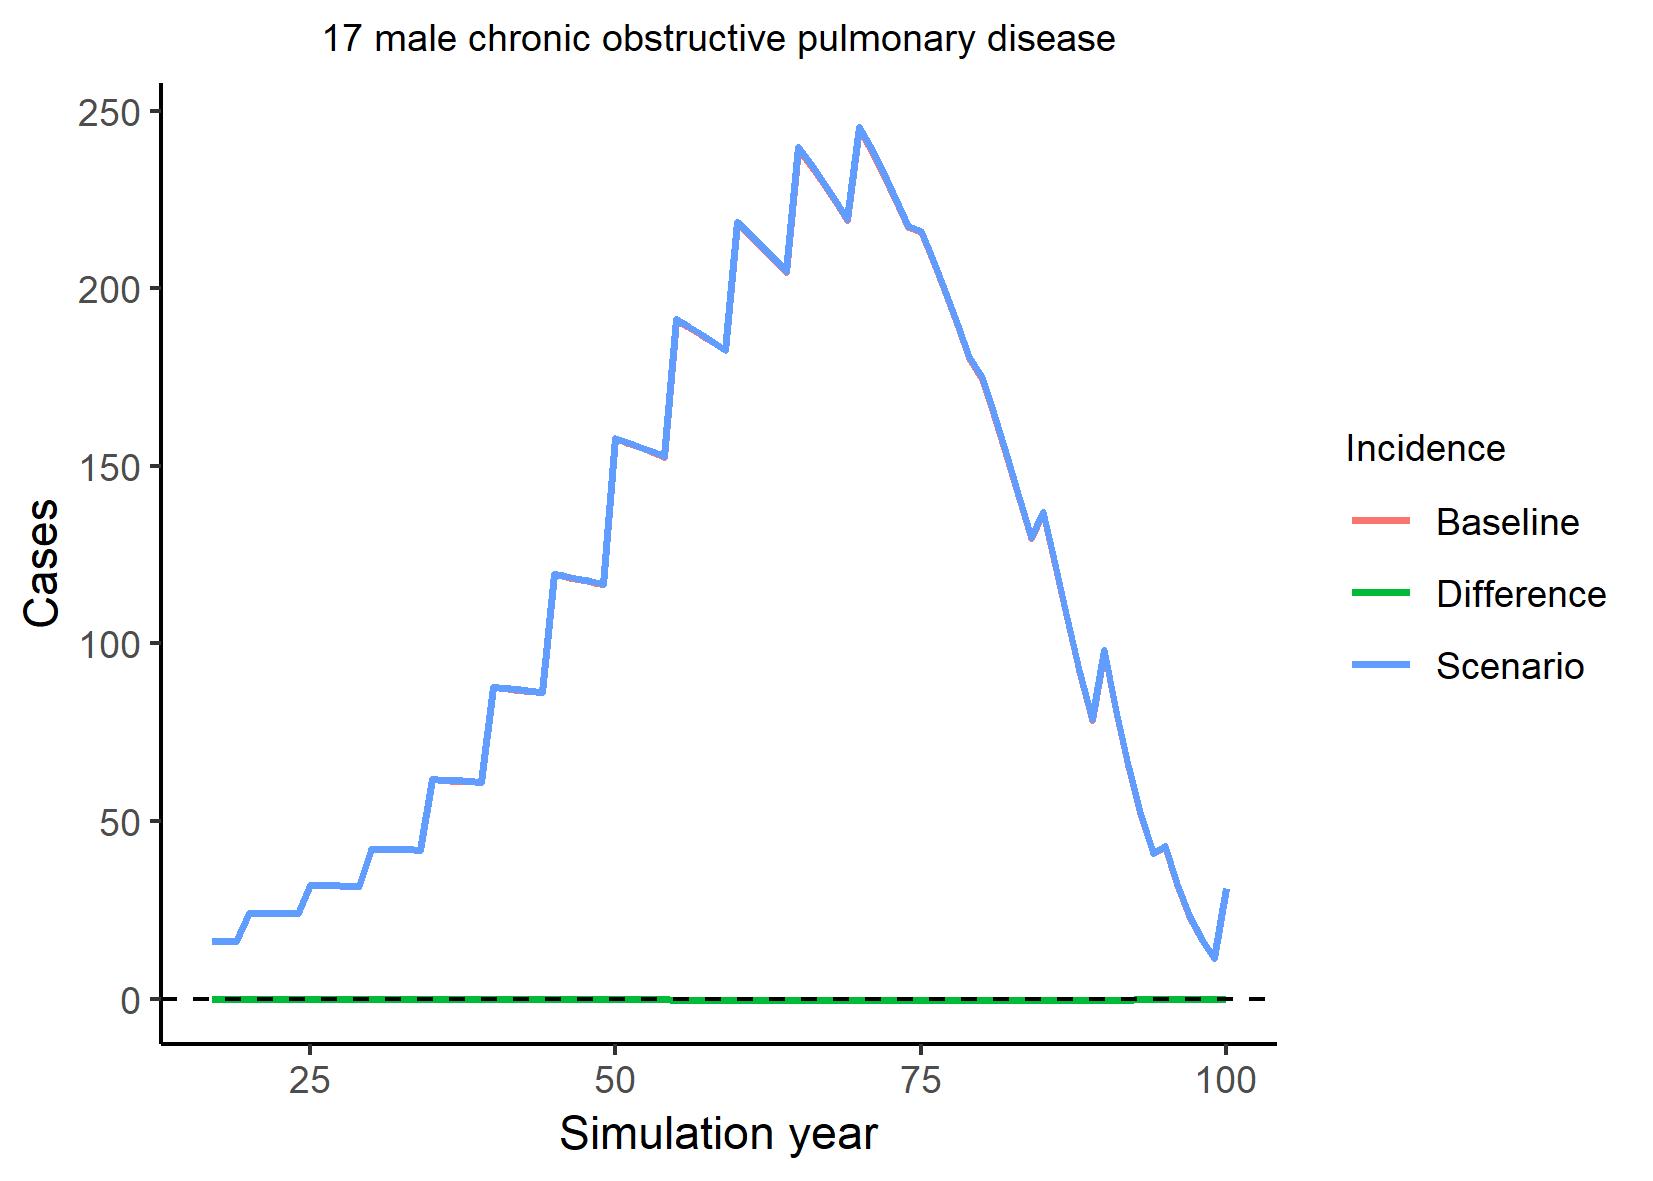 17 male chronic obstructive pulmonary disease
250
200
150
100
50
0
Cases
25 50 75 100
Simulation year
Incidence
Baseline
Difference
Scenario